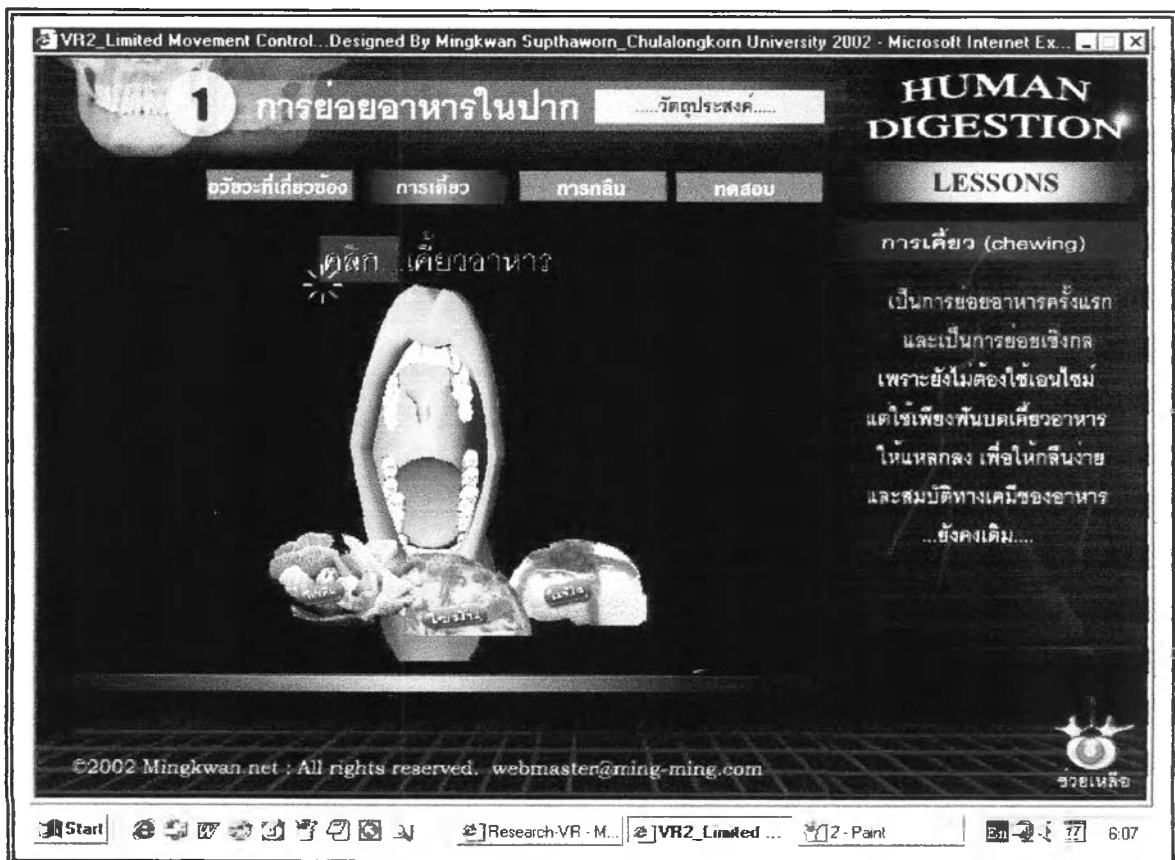 VR2_Limited Movement Control...Designed By Mingkwan Supthaworn_Chulalongkorn University 2002 - Microsoft Internet Ex...
1 การย่อยอาหารในปาก
.....วัตถุประสงค์.....
HUMAN
DIGESTION
LESSONS
อวัยวะที่เกี่ยวข้อง การเคี้ยว การกลืน ทดสอบ
คลิก...เคี้ยวอาหาร
การเคี้ยว (chewing)
เป็นการย่อยอาหารครั้งแรก
และเป็นการย่อยเชิงกล
เพราะยังไม่ต้องใช้เอนไซม์
แต่ใช้เพียงฟันบดเคี้ยวอาหาร
ให้แหลกลง เพื่อให้กลืนง่าย
และสมบัติทางเคมีของอาหาร
...ยังคงเดิม....
©2002 Mingkwan.net : All rights reserved. webmaster@ming-ming.com
ช่วยเหลือ
Start Research-VR - M... VR2_Limited ... 2 - Paint En 17 6:07